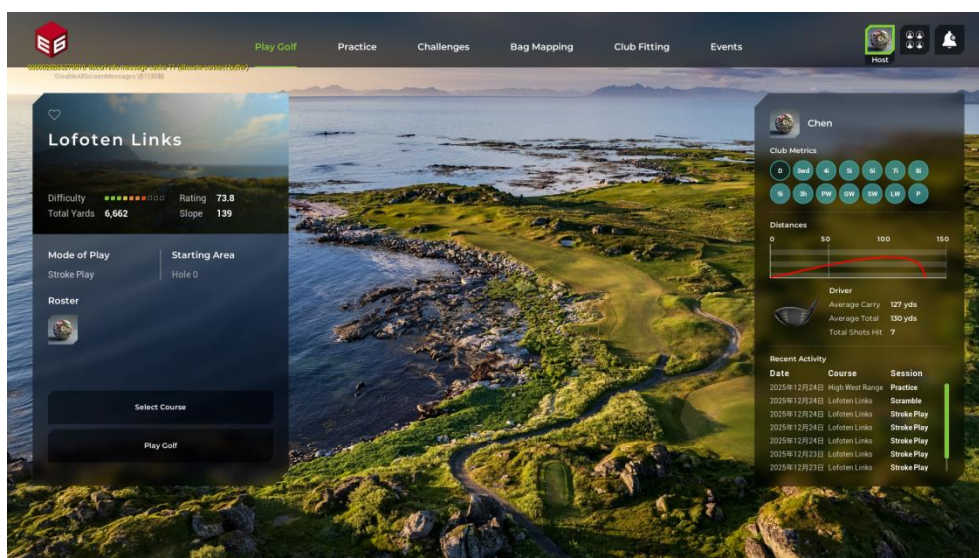 E6
Play Golf
Practice
Challenges
Bag Mapping
Club Fitting
Events
Host
'DisableAllScreenMessages'进行抑制
Lofoten Links
Difficulty
Rating 73.8
Total Yards 6,662
Slope 139
Mode of Play
Starting Area
Stroke Play
Hole 0
Roster
Select Course
Play Golf
Chen
Club Metrics
D 3wd 4i 5i 6i 7i 8i
9i 3h PW GW SW LW P
Distances
0 50 100 150
Driver
Average Carry 127 yds
Average Total 130 yds
Total Shots Hit 7
Recent Activity
Date Course Session
2025年12月24日 High West Range Practice
2025年12月24日 Lofoten Links Scramble
2025年12月24日 Lofoten Links Stroke Play
2025年12月24日 Lofoten Links Stroke Play
2025年12月24日 Lofoten Links Stroke Play
2025年12月23日 Lofoten Links Stroke Play
2025年12月23日 Lofoten Links Stroke Play